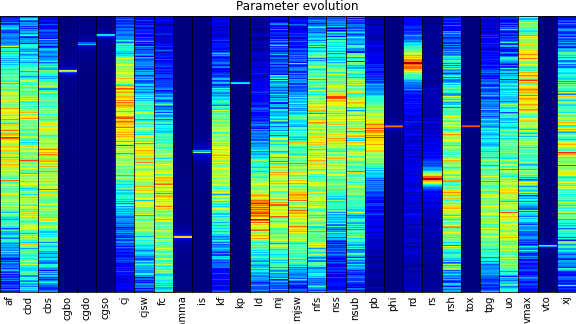 Parameter evolution
af
cbd
cbs
cgbo
cgdo
cgso
cj
cjsw
fc
mma
is
kf
kp
ld
mj
mjsw
nfs
nss
nsub
pb
phi
rd
rs
rsh
tox
tpg
uo
vmax
vto
xj